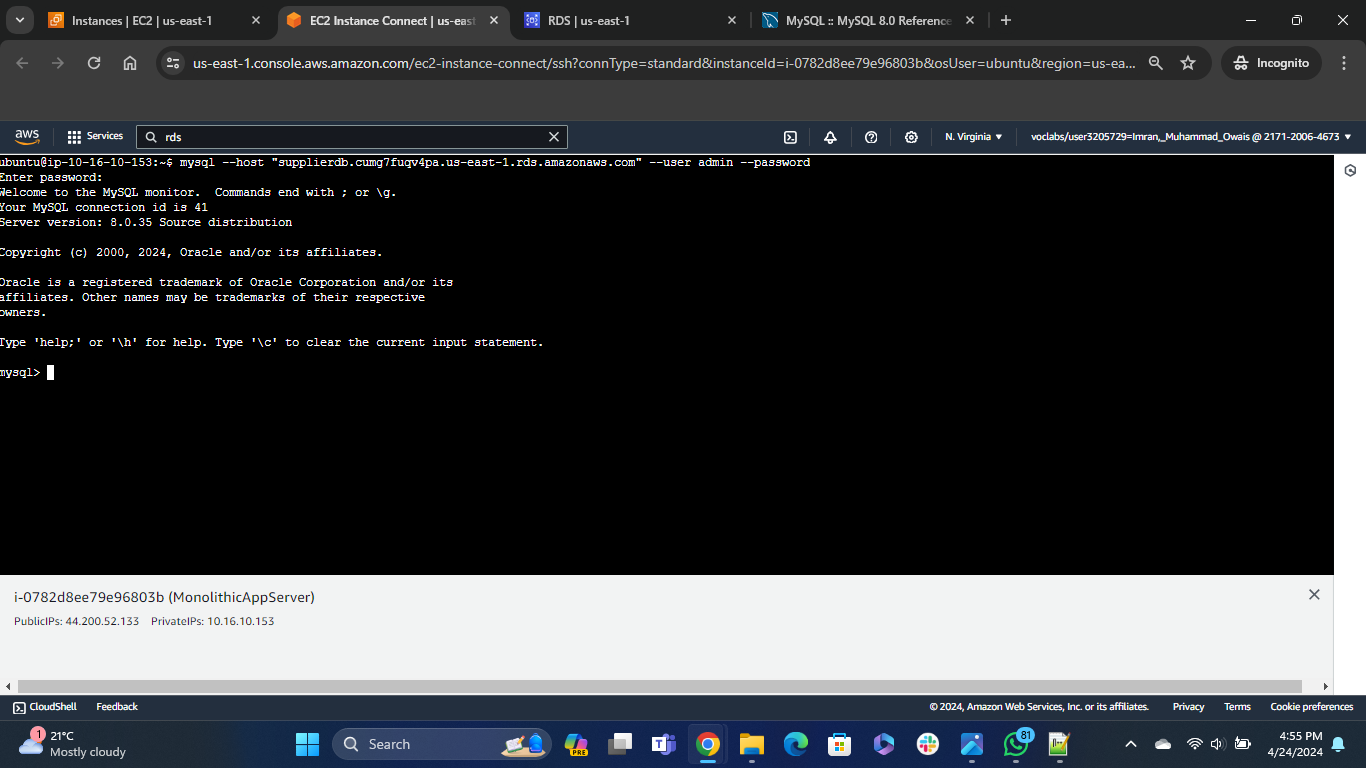 Instances | EC2 | us-east-1
EC2 Instance Connect | us-eas
RDS | us-east-1
MySQL :: MySQL 8.0 Reference
us-east-1.console.aws.amazon.com/ec2-instance-connect/ssh?connType=standard&instanceId=i-0782d8ee79e96803b&osUser=ubuntu&region=us-ea...
Incognito
aws
Services
rds
N. Virginia
voclabs/user3205729=Imran,_Muhammad_Owais @ 2171-2006-4673
ubuntu@ip-10-16-10-153:~$ mysql --host "supplierdb.cumg7fuqv4pa.us-east-1.rds.amazonaws.com" --user admin --password
Enter password:
Welcome to the MySQL monitor.  Commands end with ; or \g.
Your MySQL connection id is 41
Server version: 8.0.35 Source distribution
Copyright (c) 2000, 2024, Oracle and/or its affiliates.
Oracle is a registered trademark of Oracle Corporation and/or its
affiliates. Other names may be trademarks of their respective
owners.
Type 'help;' or '\h' for help. Type '\c' to clear the current input statement.
mysql>
i-0782d8ee79e96803b (MonolithicAppServer)
PublicIPs: 44.200.52.133 PrivateIPs: 10.16.10.153
CloudShell
Feedback
© 2024, Amazon Web Services, Inc. or its affiliates.
Privacy
Terms
Cookie preferences
1
21°C
Mostly cloudy
Search
PRE
81
4:55 PM
4/24/2024